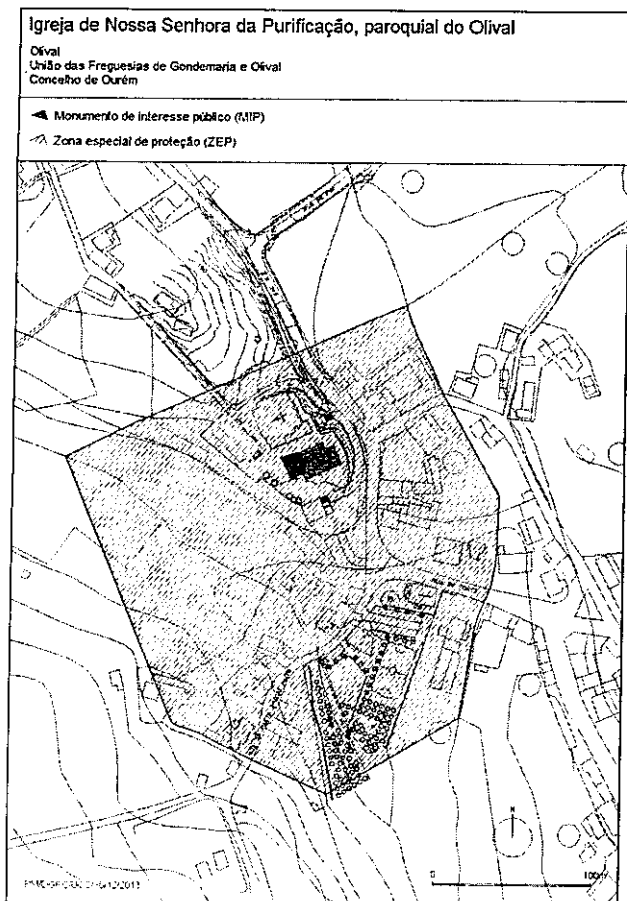 Igreja de Nossa Senhora da Purificação, paroquial do Olival
Olival
União das Freguesias de Gondemaria e Olival
Concelho de Ourém
Monumento de interesse público (MIP)
Zona especial de proteção (ZEP)
N
0 100